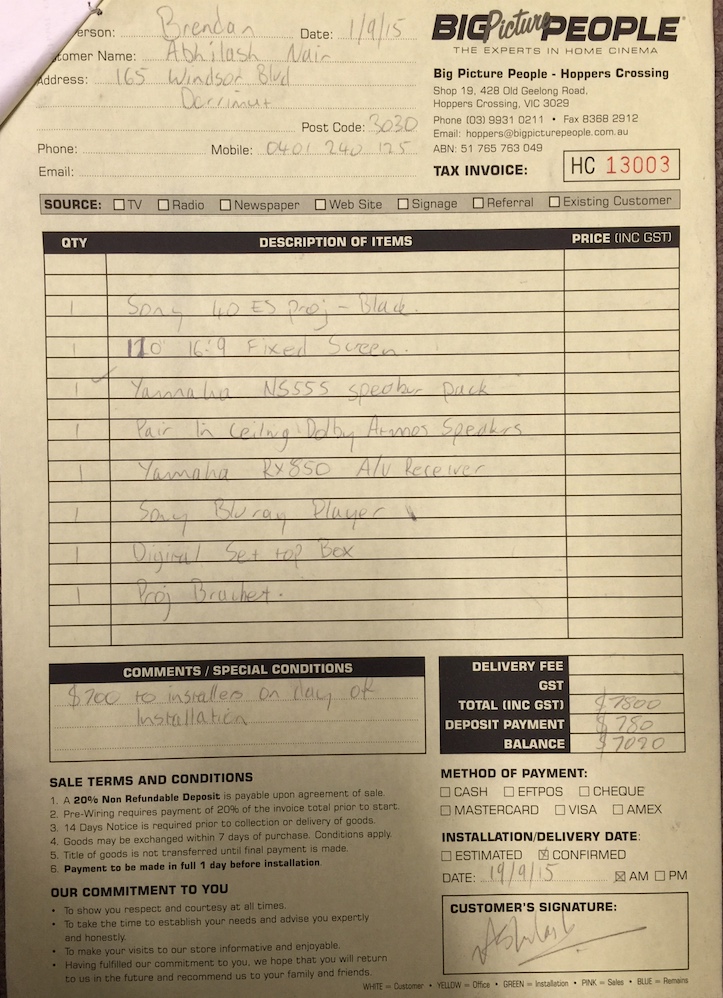 erson: Brendan Date: 1/9/15
tomer Name: Abhilash Nair
Address: 165 Windsor Blvd
Derrimut
Post Code: 3030
Phone: Mobile: 0401 240 125
Email:
BIG Picture PEOPLE
THE EXPERTS IN HOME CINEMA
Big Picture People - Hoppers Crossing
Shop 19, 428 Old Geelong Road,
Hoppers Crossing, VIC 3029
Phone (03) 9931 0211 • Fax 8368 2912
Email: hoppers@bigpicturepeople.com.au
ABN: 51 765 763 049
TAX INVOICE: HC 13003
SOURCE: TV Radio Newspaper Web Site Signage Referral Existing Customer
QTY DESCRIPTION OF ITEMS PRICE (INC GST)
1 Sony 40 ES Proj - Black.
1 120 16:9 Fixed Screen.
1 Yamaha NS555 speaker pack
1 Pair In Ceiling Dolby Atmos Speakers
1 Yamaha RX850 A/V Receiver
1 Sony Bluray Player
1 Digital Set top Box
1 Proj Bracket.
COMMENTS / SPECIAL CONDITIONS
$700 to installers on day of
Installation
DELIVERY FEE
GST
TOTAL (INC GST) $7800
DEPOSIT PAYMENT $780
BALANCE $7020
SALE TERMS AND CONDITIONS
1. A 20% Non Refundable Deposit is payable upon agreement of sale.
2. Pre-Wiring requires payment of 20% of the invoice total prior to start.
3. 14 Days Notice is required prior to collection or delivery of goods.
4. Goods may be exchanged within 7 days of purchase. Conditions apply.
5. Title of goods is not transferred until final payment is made.
6. Payment to be made in full 1 day before installation.
OUR COMMITMENT TO YOU
• To show you respect and courtesy at all times.
• To take the time to establish your needs and advise you expertly
and honestly.
• To make your visits to our store informative and enjoyable.
• Having fulfilled our commitment to you, we hope that you will return
to us in the future and recommend us to your family and friends.
METHOD OF PAYMENT:
CASH EFTPOS CHEQUE
MASTERCARD VISA AMEX
INSTALLATION/DELIVERY DATE:
ESTIMATED CONFIRMED
DATE: 19/9/15 AM PM
CUSTOMER'S SIGNATURE:
WHITE = Customer • YELLOW = Office • GREEN = Installation • PINK = Sales • BLUE = Remains